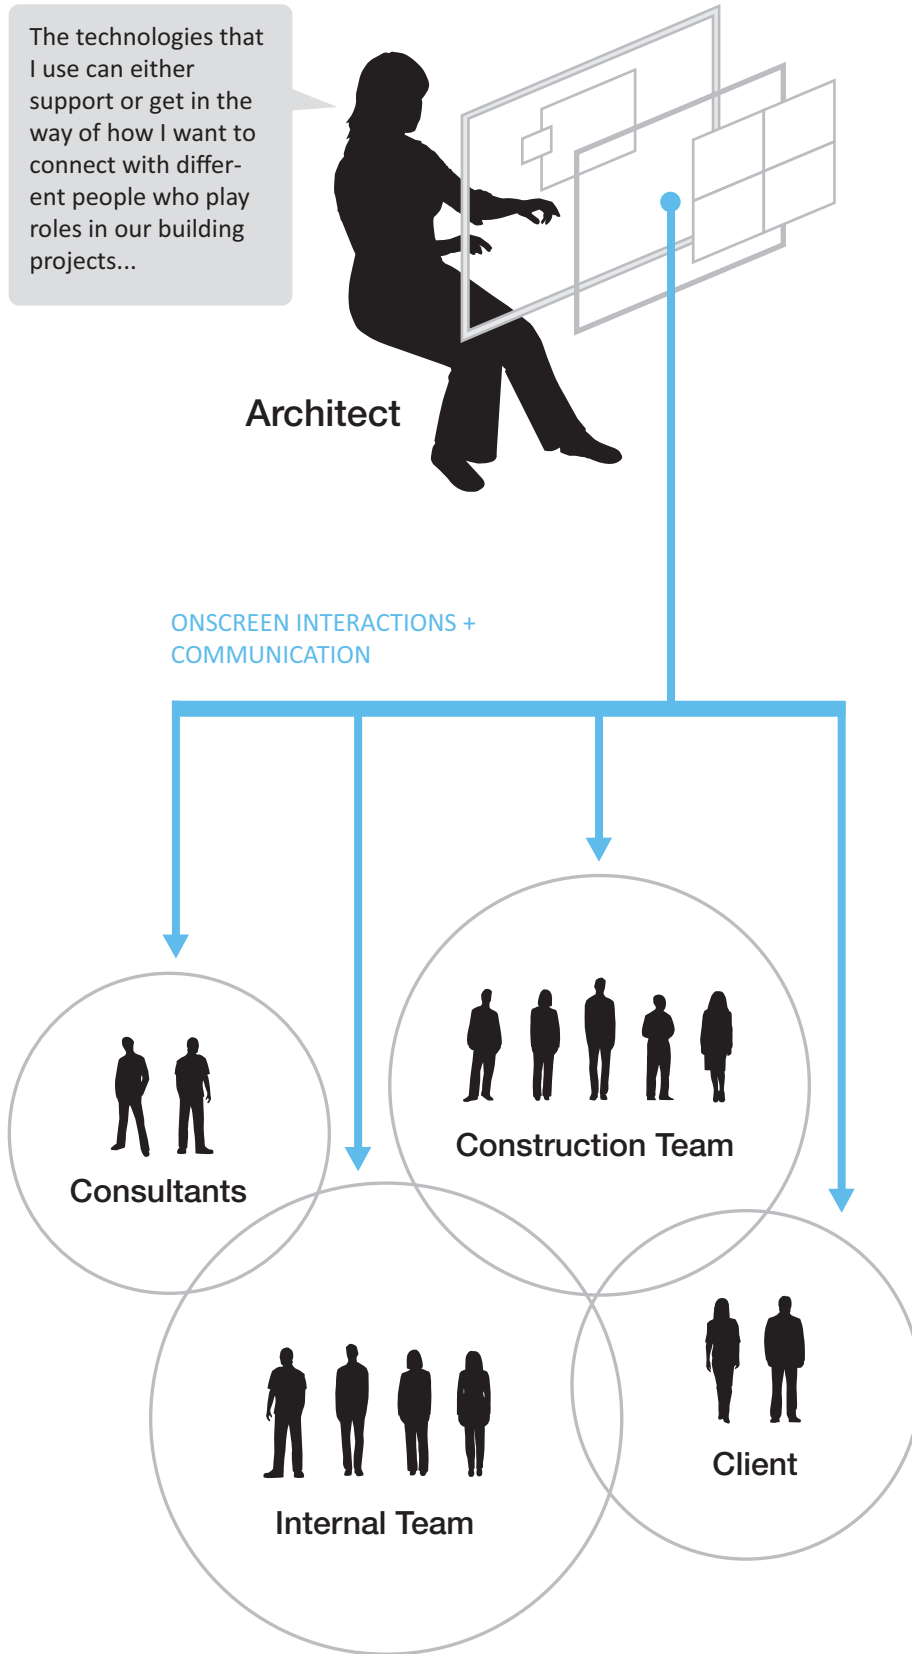 The technologies that
I use can either
support or get in the
way of how I want to
connect with differ-
ent people who play
roles in our building
projects...
Architect
ONSCREEN INTERACTIONS +
COMMUNICATION
Construction Team
Consultants
Client
Internal Team